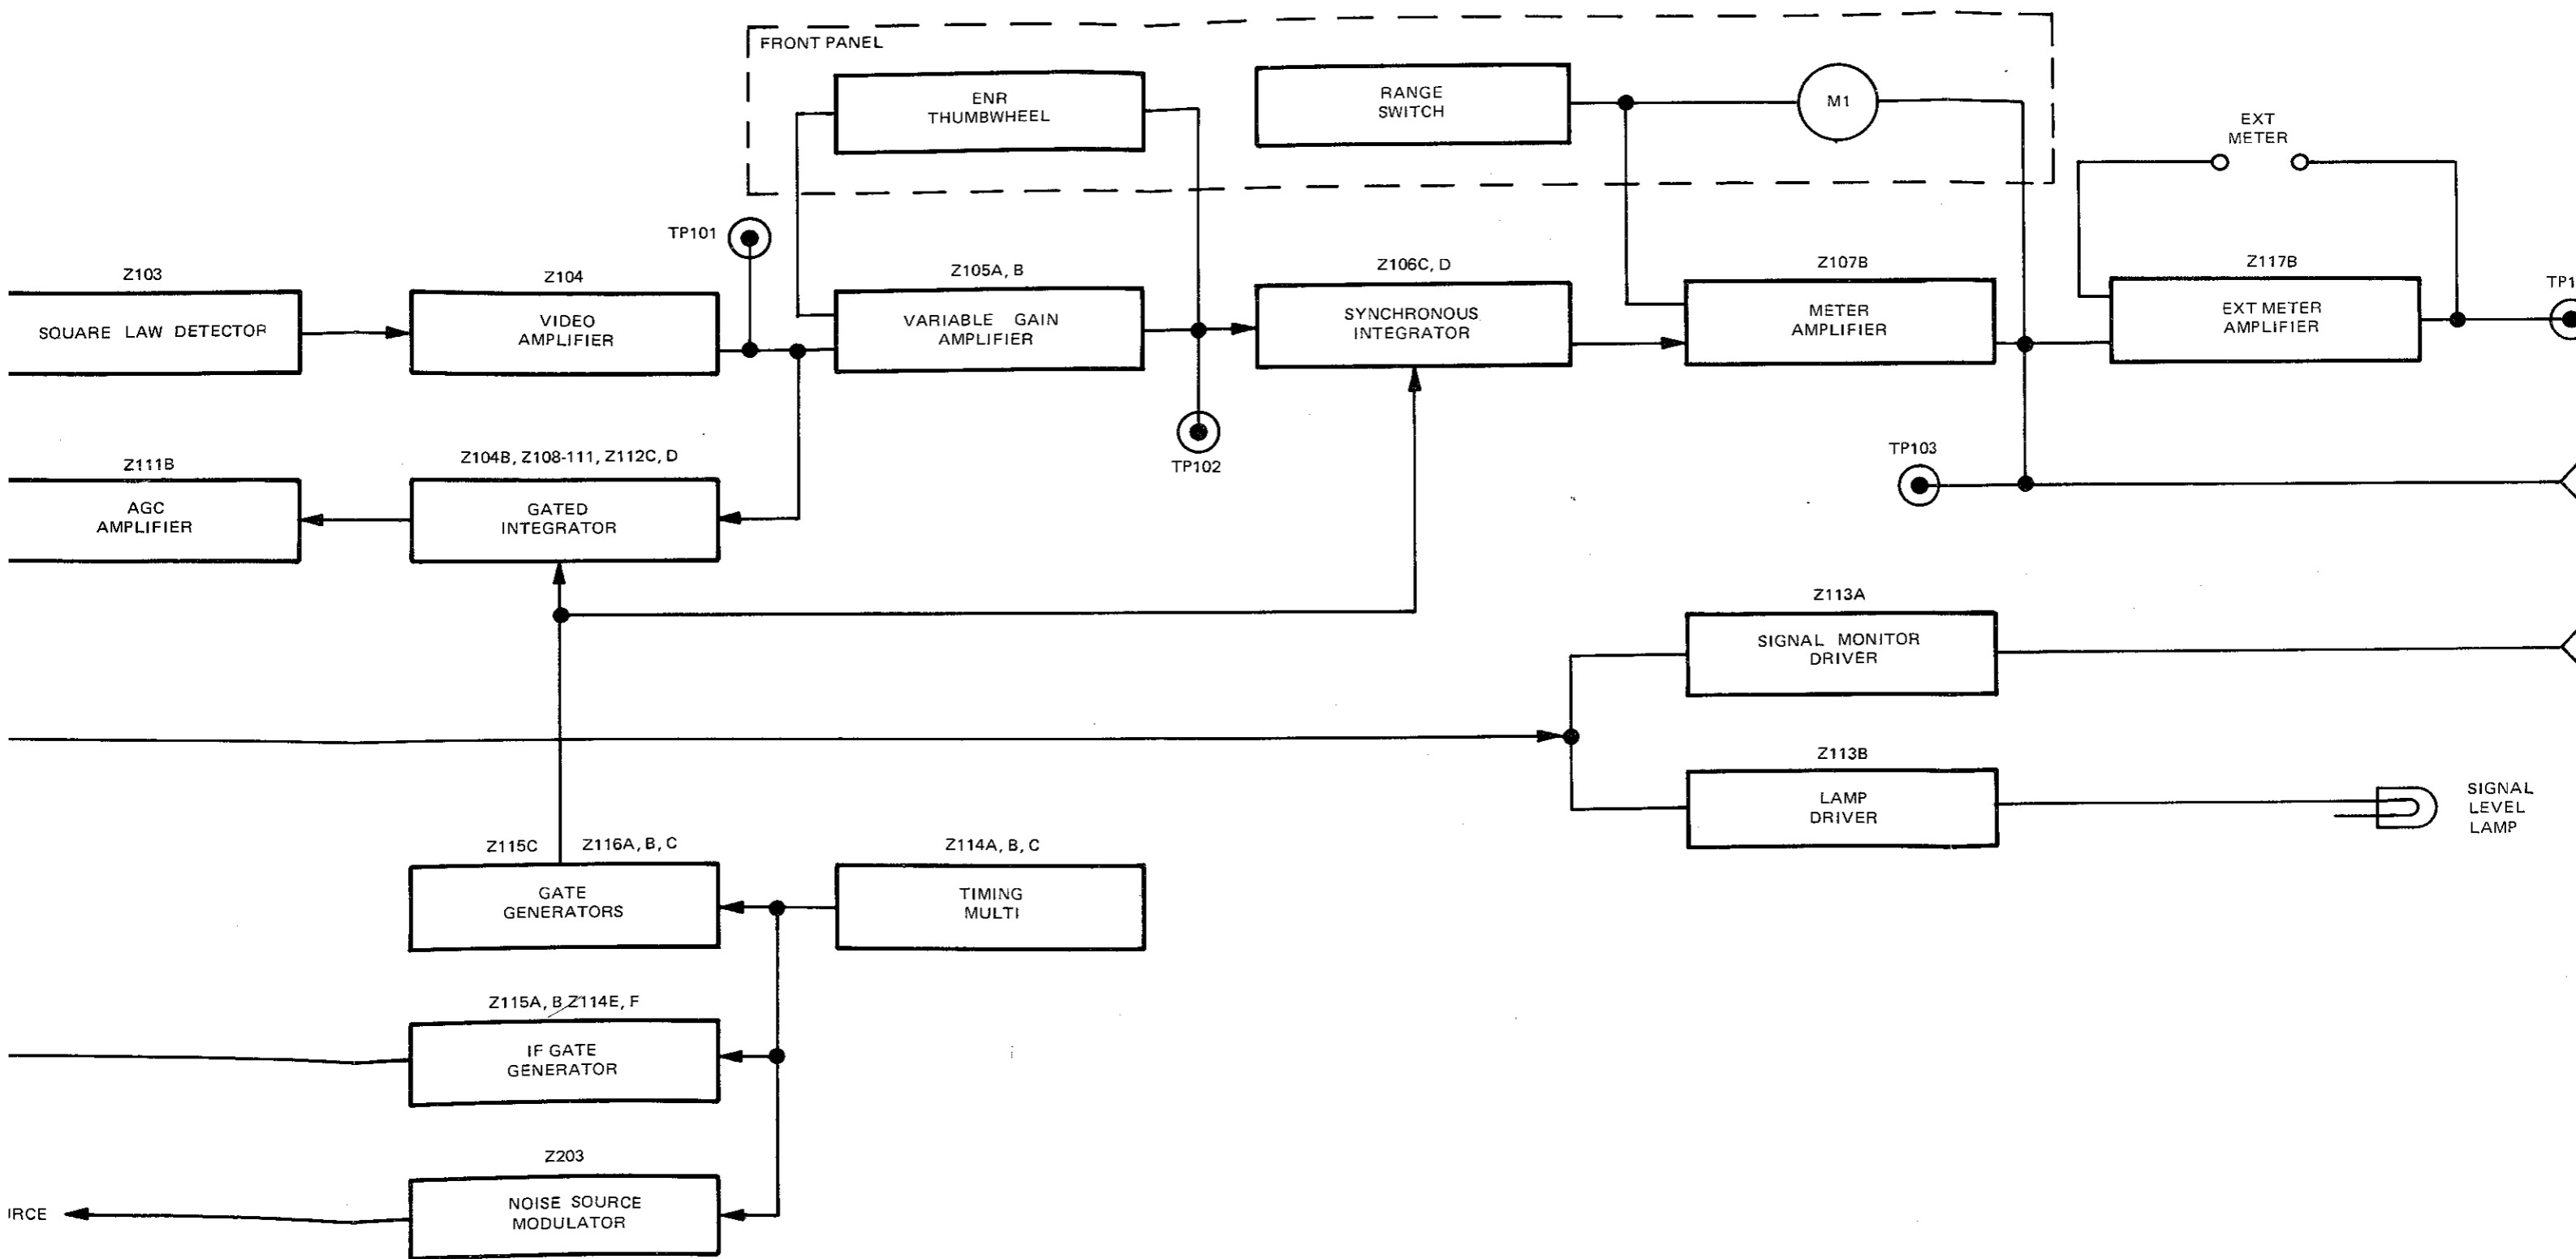 FRONT PANEL
ENR
THUMBWHEEL
RANGE
SWITCH
M1
EXT
METER
TP101
Z103
SQUARE LAW DETECTOR
Z104
VIDEO
AMPLIFIER
Z105A, B
VARIABLE GAIN
AMPLIFIER
Z106C, D
SYNCHRONOUS
INTEGRATOR
Z107B
METER
AMPLIFIER
Z117B
EXT METER
AMPLIFIER
TP1
Z111B
AGC
AMPLIFIER
Z104B, Z108-111, Z112C, D
GATED
INTEGRATOR
TP102
TP103
Z113A
SIGNAL MONITOR
DRIVER
Z113B
LAMP
DRIVER
SIGNAL
LEVEL
LAMP
Z115C Z116A, B, C
GATE
GENERATORS
Z114A, B, C
TIMING
MULTI
Z115A, B Z114E, F
IF GATE
GENERATOR
Z203
NOISE SOURCE
MODULATOR
IRCE